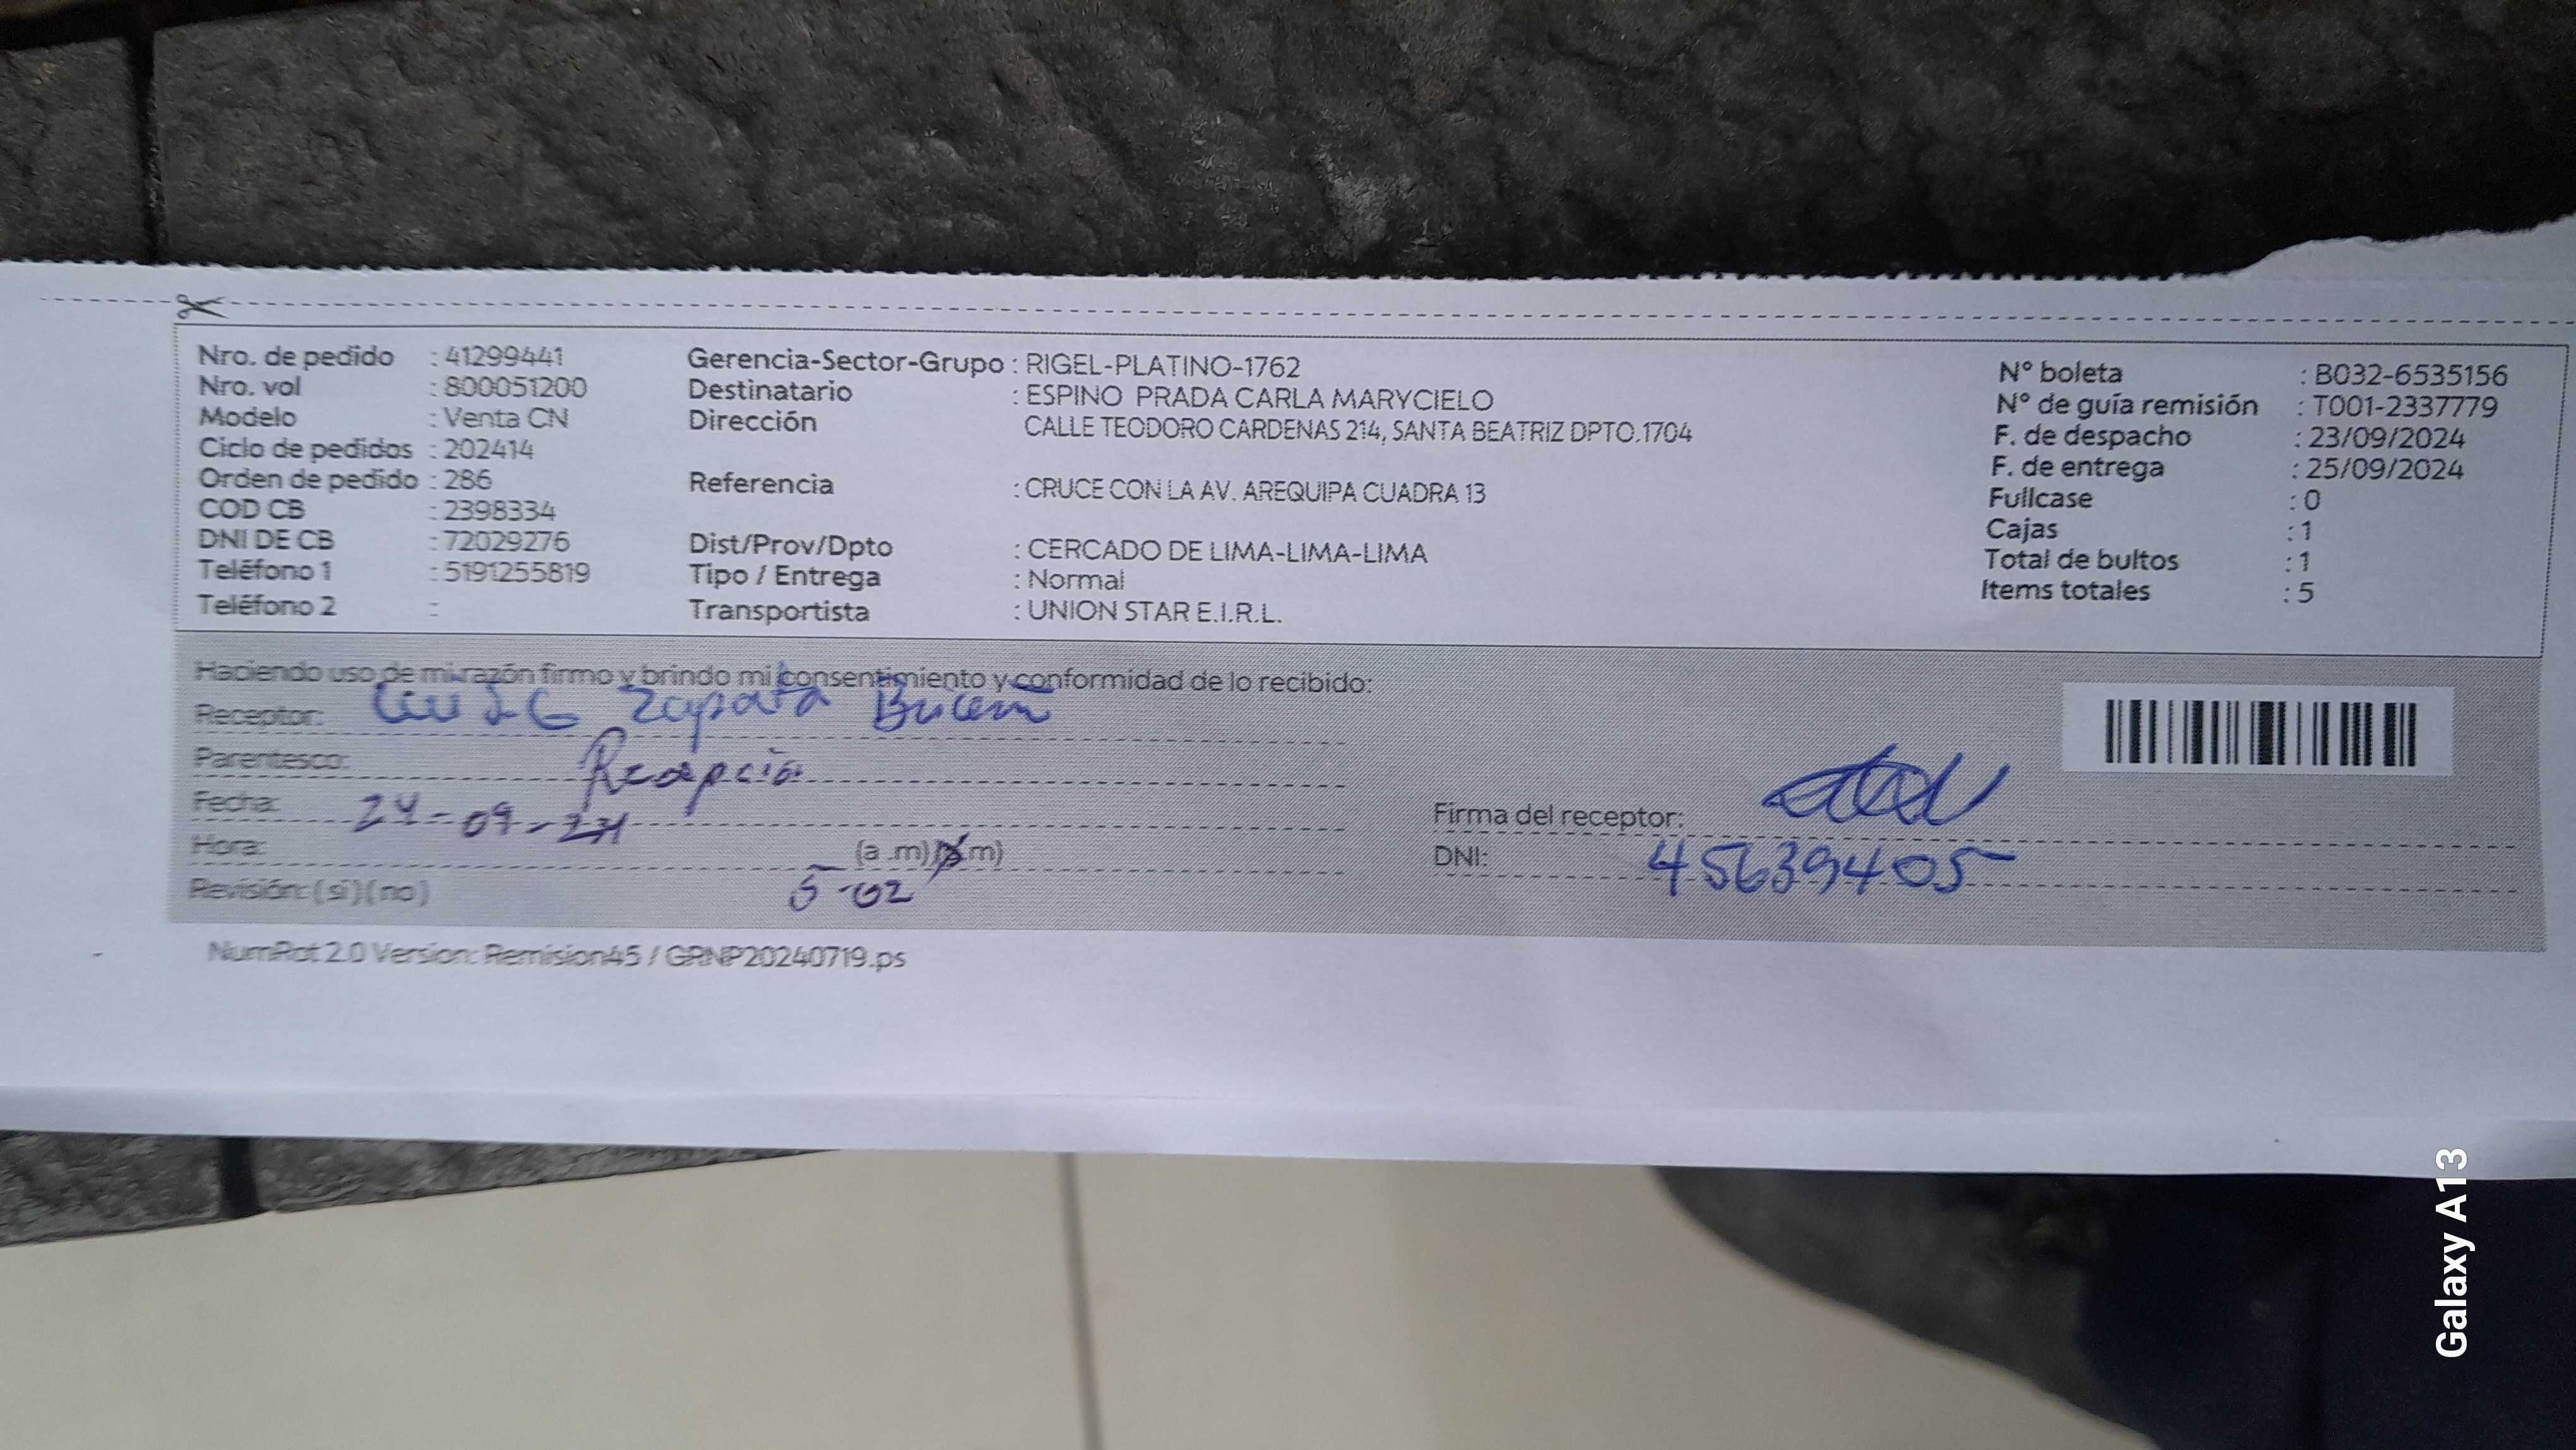 Nro. de pedido : 41299441
Nro. vol : 800051200
Modelo : Venta CN
Ciclo de pedidos : 202414
Orden de pedido : 286
COD CB : 2398334
DNI DE CB : 72029276
Teléfono 1 : 5191255819
Teléfono 2 :
Gerencia-Sector-Grupo : RIGEL-PLATINO-1762
Destinatario : ESPINO PRADA CARLA MARYCIELO
Dirección CALLE TEODORO CARDENAS 214, SANTA BEATRIZ DPTO.1704
Referencia : CRUCE CON LA AV. AREQUIPA CUADRA 13
Dist/Prov/Dpto : CERCADO DE LIMA-LIMA-LIMA
Tipo / Entrega : Normal
Transportista : UNION STAR E.I.R.L.
N° boleta : B032-6535156
N° de guía remisión : T001-2337779
F. de despacho : 23/09/2024
F. de entrega : 25/09/2024
Fullcase : 0
Cajas : 1
Total de bultos : 1
Items totales : 5
Haciendo uso de mi razón firmo y brindo mi consentimiento y conformidad de lo recibido:
Receptor: Zapata
Parentesco: Recepción
Fecha: 24-09-24
Hora: 5-02 (a .m) (p.m)
Revisión: (si) (no)
Firma del receptor:
DNI: 45639405
NumRot 2.0 Version: Remision45 / GRNP20240719.ps
Galaxy A13